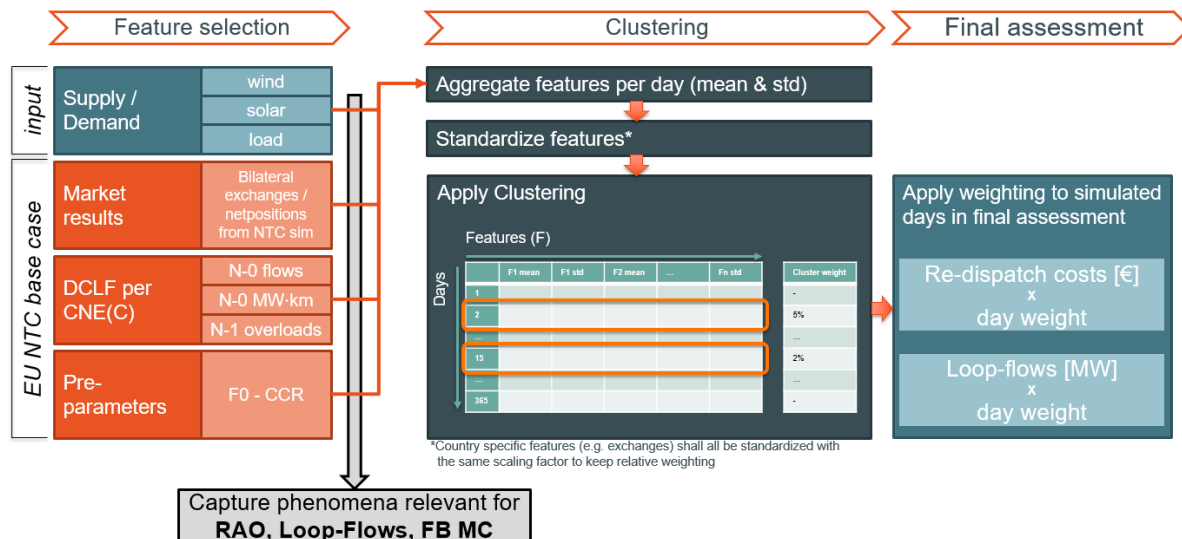 Feature selection
Clustering
Final assessment
input
Supply /
Demand
wind
solar
load
EU NTC base case
Market
results
Bilateral
exchanges /
netpositions
from NTC sim
DCLF per
CNE(C)
N-0 flows
N-0 MW·km
N-1 overloads
Pre-
parameters
F0 - CCR
Capture phenomena relevant for
RAO, Loop-Flows, FB MC
Aggregate features per day (mean & std)
Standardize features*
Apply Clustering
Features (F)
Days
F1 mean F1 std F2 mean ... Fn std Cluster weight
1 -
2 5%
... ...
15 2%
... ...
365 -
*Country specific features (e.g. exchanges) shall all be standardized with
the same scaling factor to keep relative weighting
Apply weighting to simulated
days in final assessment
Re-dispatch costs [€]
x
day weight
Loop-flows [MW]
x
day weight